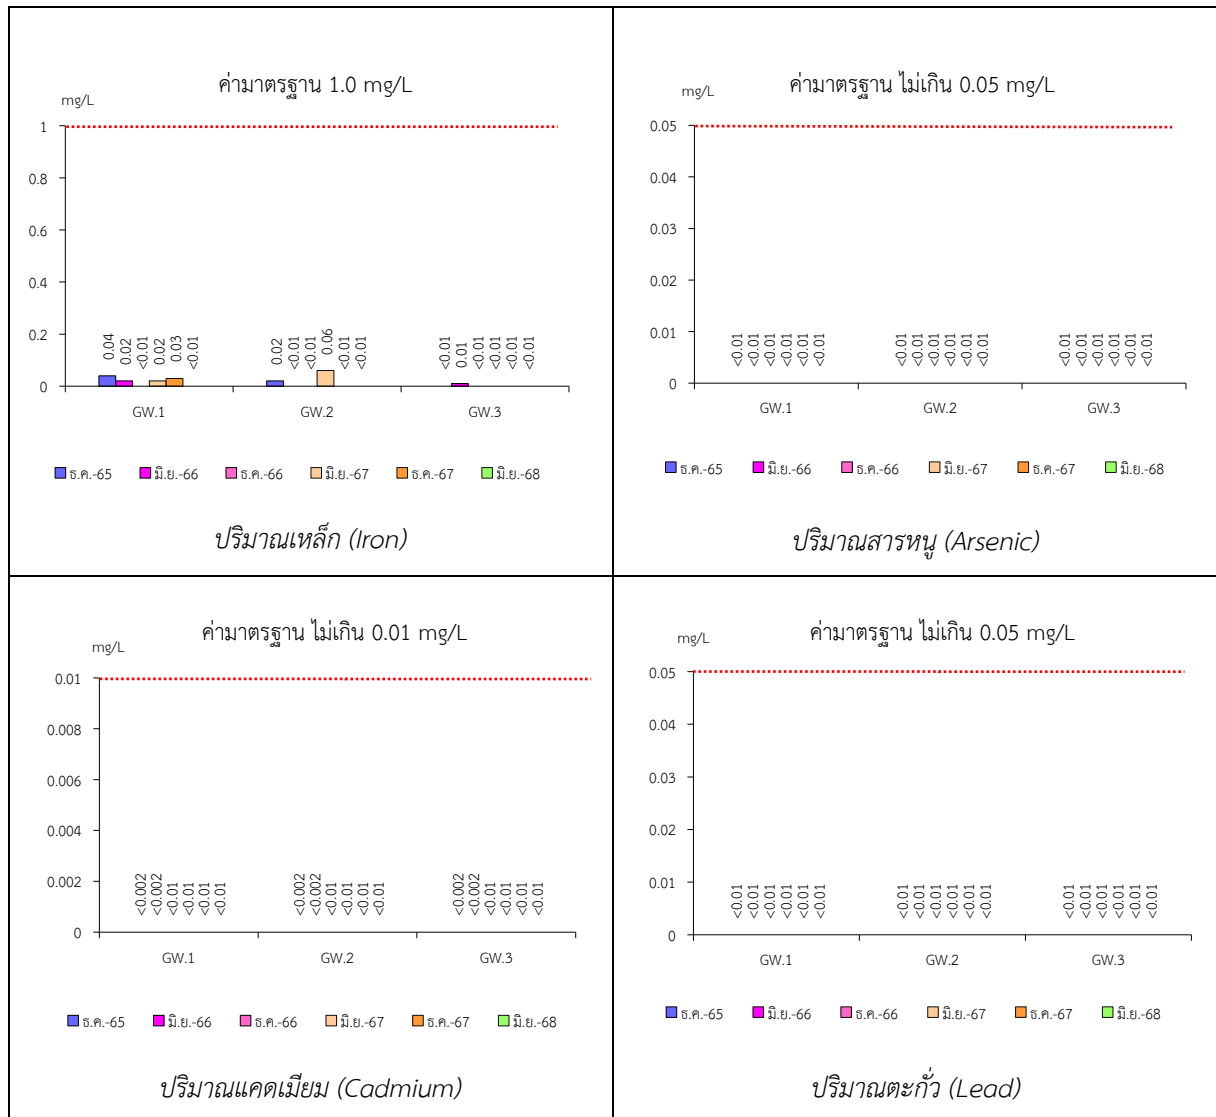 ค่ามาตรฐาน 1.0 mg/L
mg/L
1
0.8
0.6
0.4
0.2
0
0.04 0.02 <0.01 0.02 0.03 <0.01
0.02 <0.01 <0.01 0.06 <0.01 <0.01
<0.01 0.01 <0.01 <0.01 <0.01 <0.01
GW.1 GW.2 GW.3
ธ.ค.-65 มิ.ย.-66 ธ.ค.-66 มิ.ย.-67 ธ.ค.-67 มิ.ย.-68
ปริมาณเหล็ก (Iron)
ค่ามาตรฐาน ไม่เกิน 0.05 mg/L
mg/L
0.05
0.04
0.03
0.02
0.01
0
<0.01 <0.01 <0.01 <0.01 <0.01 <0.01
<0.01 <0.01 <0.01 <0.01 <0.01 <0.01
<0.01 <0.01 <0.01 <0.01 <0.01 <0.01
GW.1 GW.2 GW.3
ธ.ค.-65 มิ.ย.-66 ธ.ค.-66 มิ.ย.-67 ธ.ค.-67 มิ.ย.-68
ปริมาณสารหนู (Arsenic)
ค่ามาตรฐาน ไม่เกิน 0.01 mg/L
mg/L
0.01
0.008
0.006
0.004
0.002
0
<0.002 <0.002 <0.01 <0.01 <0.01 <0.01
<0.002 <0.002 <0.01 <0.01 <0.01 <0.01
<0.002 <0.002 <0.01 <0.01 <0.01 <0.01
GW.1 GW.2 GW.3
ธ.ค.-65 มิ.ย.-66 ธ.ค.-66 มิ.ย.-67 ธ.ค.-67 มิ.ย.-68
ปริมาณแคดเมียม (Cadmium)
ค่ามาตรฐาน ไม่เกิน 0.05 mg/L
mg/L
0.05
0.04
0.03
0.02
0.01
0
<0.01 <0.01 <0.01 <0.01 <0.01 <0.01
<0.01 <0.01 <0.01 <0.01 <0.01 <0.01
<0.01 <0.01 <0.01 <0.01 <0.01 <0.01
GW.1 GW.2 GW.3
ธ.ค.-65 มิ.ย.-66 ธ.ค.-66 มิ.ย.-67 ธ.ค.-67 มิ.ย.-68
ปริมาณตะกั่ว (Lead)